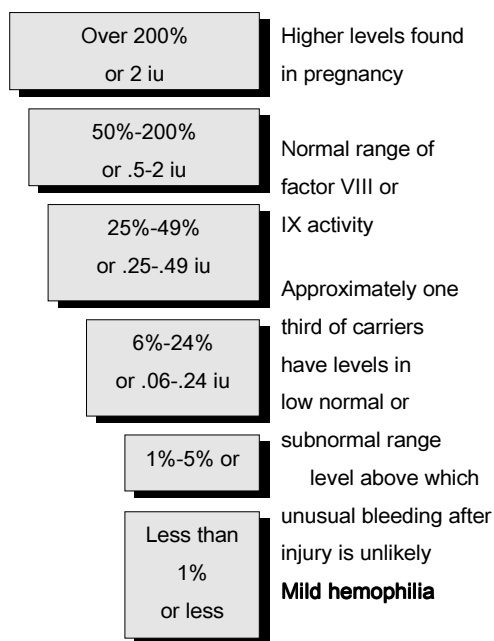 Over 200%
or 2 iu
Higher levels found
in pregnancy
50%-200%
or .5-2 iu
Normal range of
factor VIII or
IX activity
25%-49%
or .25-.49 iu
Approximately one
third of carriers
have levels in
low normal or
subnormal range
6%-24%
or .06-.24 iu
level above which
unusual bleeding after
injury is unlikely
1%-5% or
Mild hemophilia
Less than
1%
or less